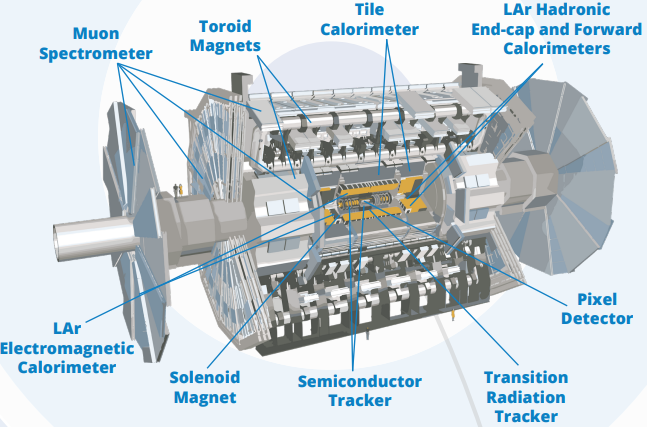 Muon
Spectrometer
Toroid
Magnets
Tile
Calorimeter
LAr Hadronic
End-cap and Forward
Calorimeters
LAr
Electromagnetic
Calorimeter
Solenoid
Magnet
Semiconductor
Tracker
Transition
Radiation
Tracker
Pixel
Detector